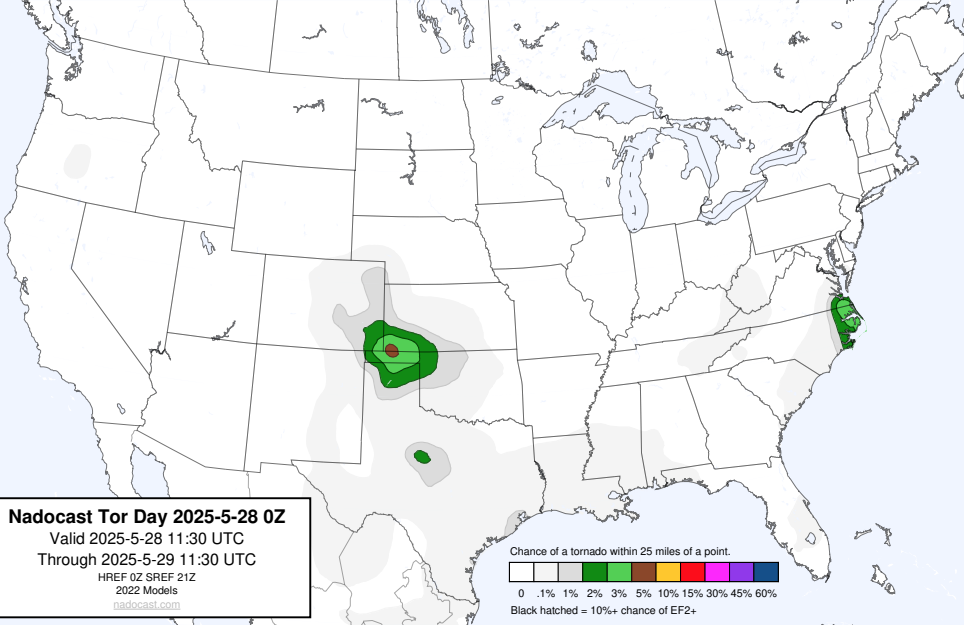 Nadocast Tor Day 2025-5-28 0Z
Valid 2025-5-28 11:30 UTC
Through 2025-5-29 11:30 UTC
HREF 0Z SREF 21Z
2022 Models
nadocast.com
Chance of a tornado within 25 miles of a point.
0 .1% 1% 2% 3% 5% 10% 15% 30% 45% 60%
Black hatched = 10%+ chance of EF2+